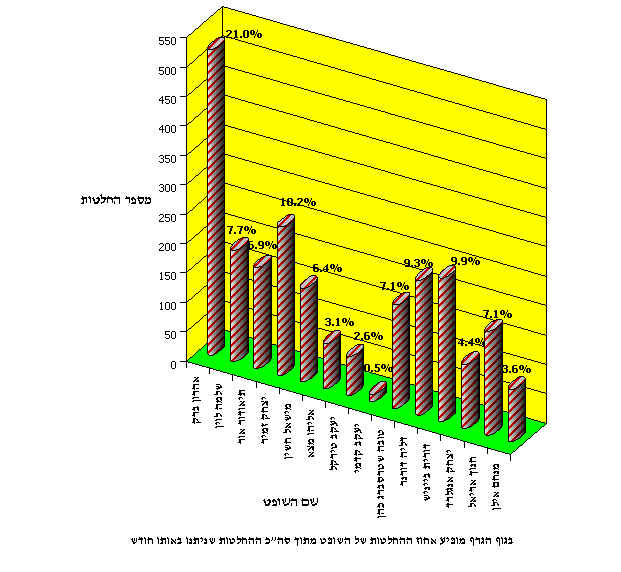 550
500
450
400
350
300
250
200
150
100
50
0
מספר החלטות
21.0%
7.7%
6.9%
10.2%
6.4%
3.1%
2.6%
0.5%
7.1%
9.3%
9.9%
4.4%
7.1%
3.6%
אהרון ברק
שלמה לוין
תיאודור אור
יצחק זמיר
מישאל חשין
אליהו מצא
יעקב טירקל
יעקב קדמי
טובה שטרסברג כהן
דליה דורנר
דורית בייניש
יצחק אנגלרד
חנוך אריאל
מנחם אילן
שם השופט
בגוף הגרף מופיע אחוז ההחלטות של השופט מתוך סה"כ ההחלטות שניתנו באותו חודש